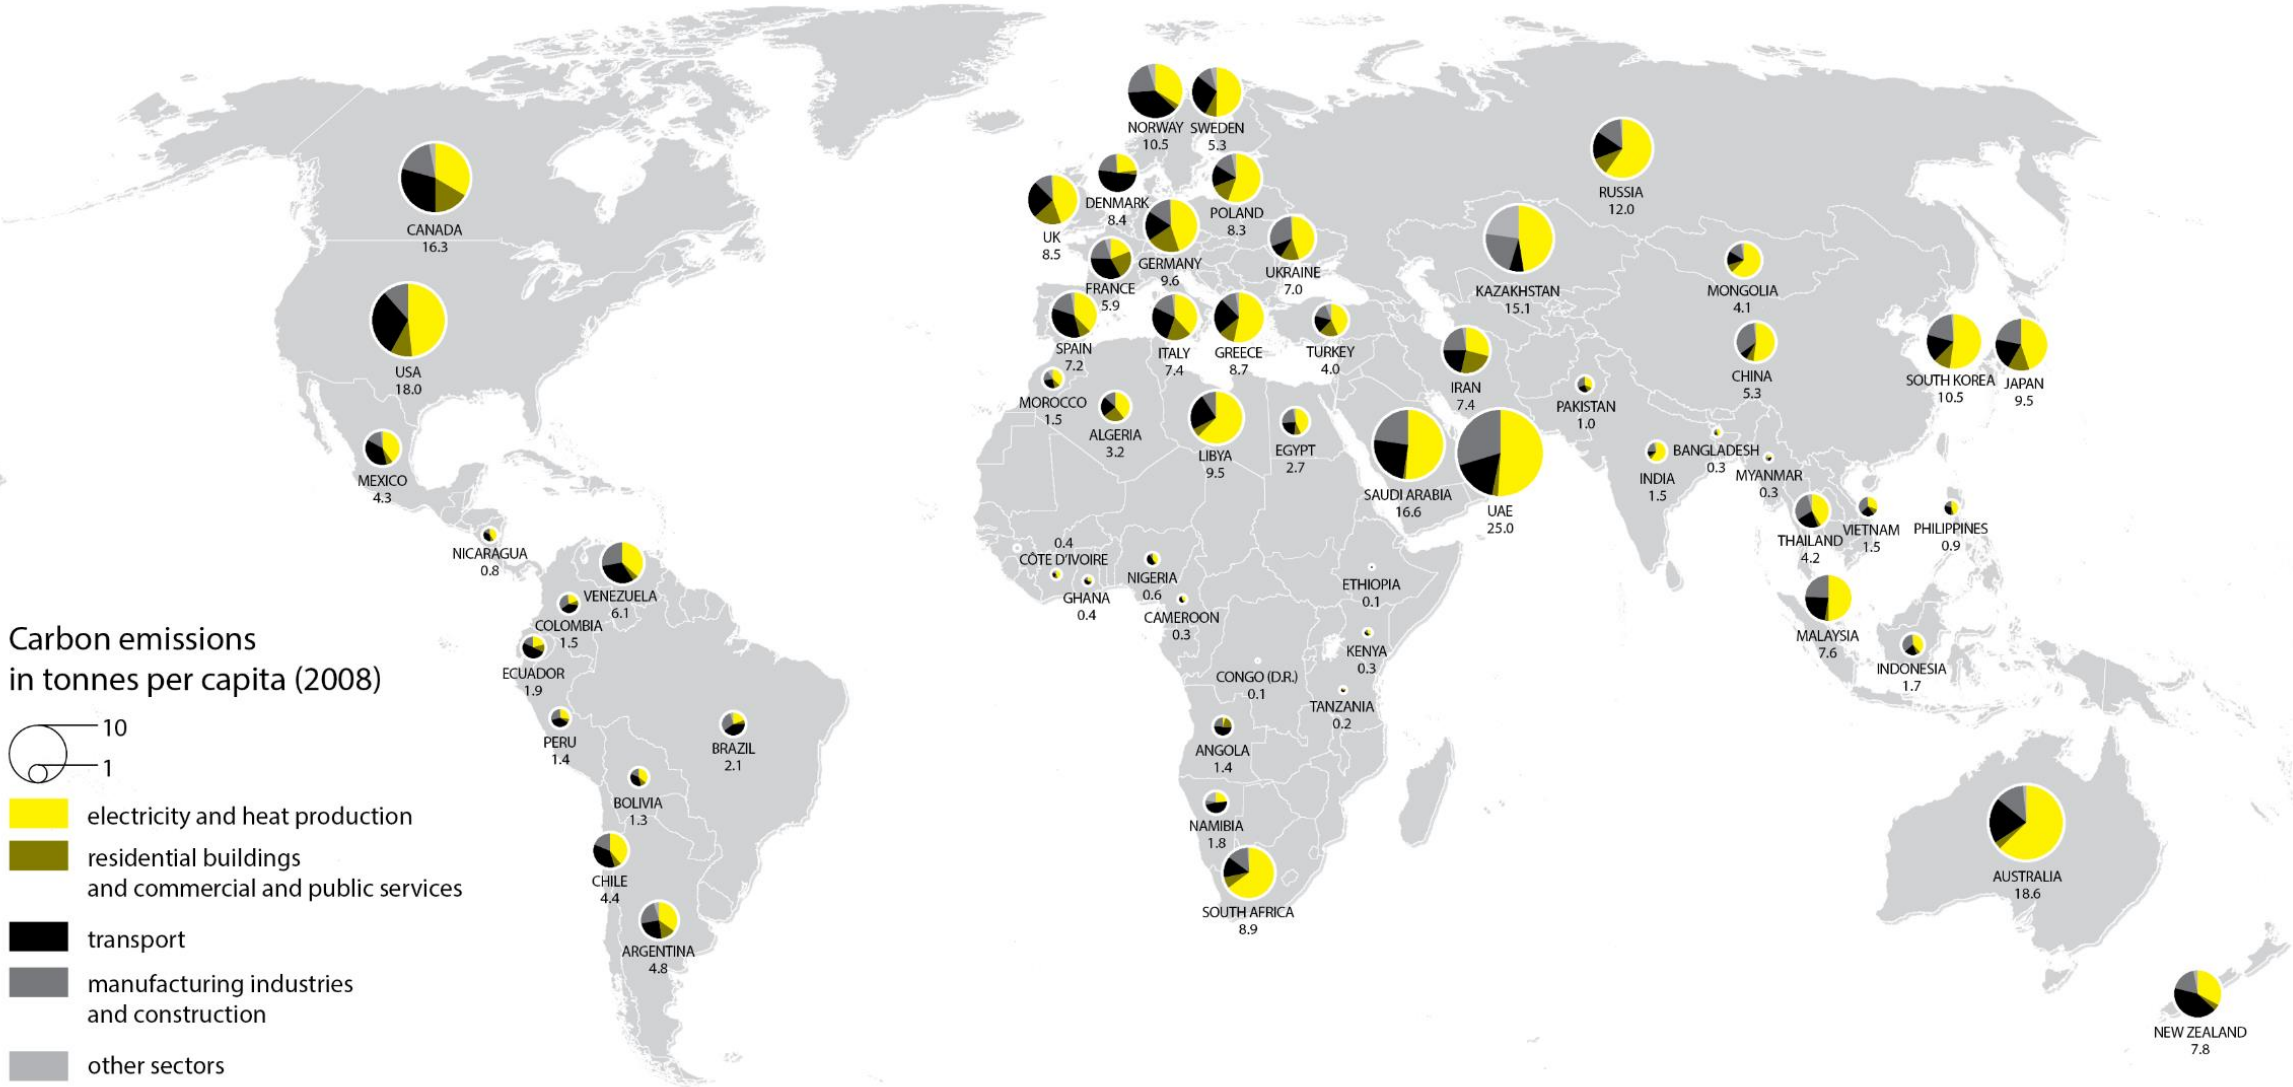 NORWAY
10.5
SWEDEN
5.3
CANADA
16.3
USA
18.0
MEXICO
4.3
NICARAGUA
0.8
VENEZUELA
6.1
COLOMBIA
1.5
ECUADOR
1.9
PERU
1.4
BRAZIL
2.1
BOLIVIA
1.3
CHILE
4.4
ARGENTINA
4.8
UK
8.5
DENMARK
8.4
POLAND
8.3
GERMANY
9.6
FRANCE
5.9
UKRAINE
7.0
SPAIN
7.2
ITALY
7.4
GREECE
8.7
TURKEY
4.0
RUSSIA
12.0
KAZAKHSTAN
15.1
MONGOLIA
4.1
CHINA
5.3
SOUTH KOREA
10.5
JAPAN
9.5
IRAN
7.4
PAKISTAN
1.0
MOROCCO
1.5
ALGERIA
3.2
LIBYA
9.5
EGYPT
2.7
SAUDI ARABIA
16.6
UAE
25.0
INDIA
1.5
BANGLADESH
0.3
MYANMAR
0.3
THAILAND
4.2
VIETNAM
1.5
PHILIPPINES
0.9
MALAYSIA
7.6
INDONESIA
1.7
0.4
CÔTE D'IVOIRE
GHANA
0.4
NIGERIA
0.6
CAMEROON
0.3
ETHIOPIA
0.1
KENYA
0.3
CONGO (D.R.)
0.1
TANZANIA
0.2
ANGOLA
1.4
NAMIBIA
1.8
SOUTH AFRICA
8.9
AUSTRALIA
18.6
NEW ZEALAND
7.8
Carbon emissions
in tonnes per capita (2008)
10
1
electricity and heat production
residential buildings
and commercial and public services
transport
manufacturing industries
and construction
other sectors